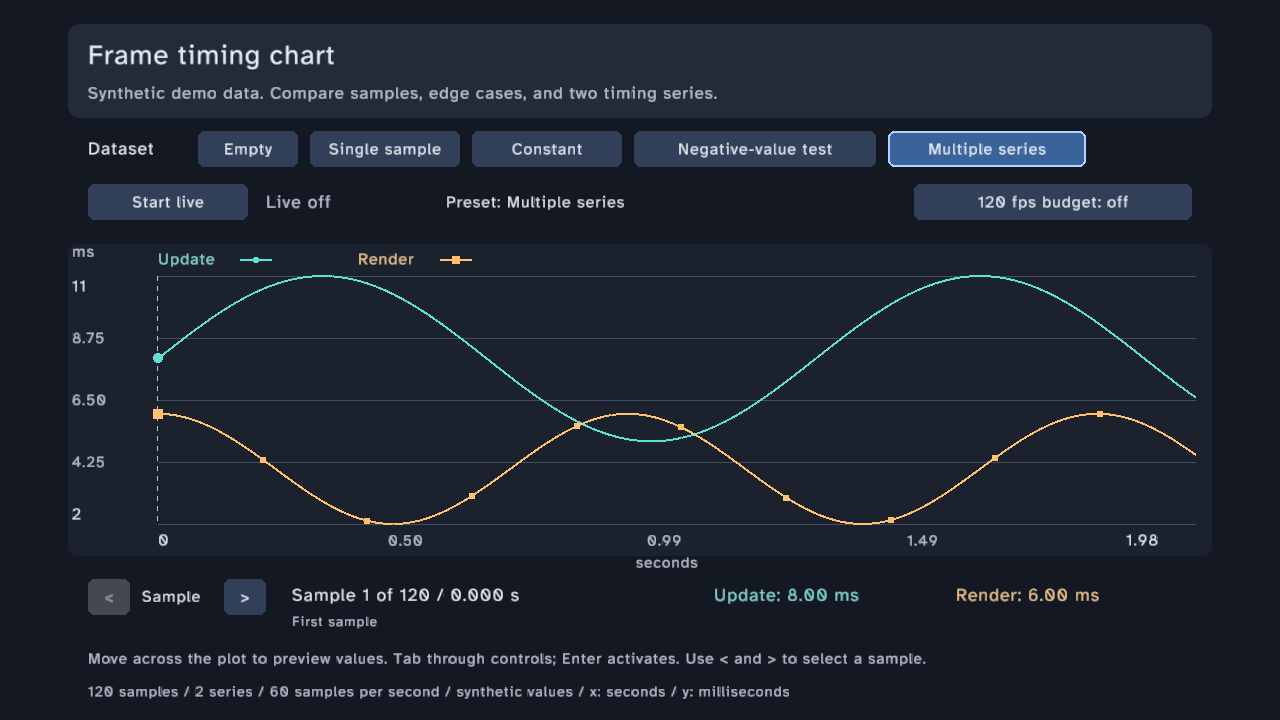 Frame timing chart
Synthetic demo data. Compare samples, edge cases, and two timing series.
Dataset Empty Single sample Constant Negative-value test Multiple series
Start live Live off Preset: Multiple series 120 fps budget: off
ms
Update Render
11
8.75
6.50
4.25
2
0 0.50 0.99 1.49 1.98
seconds
< Sample > Sample 1 of 120 / 0.000 s Update: 8.00 ms Render: 6.00 ms
First sample
Move across the plot to preview values. Tab through controls; Enter activates. Use < and > to select a sample.
120 samples / 2 series / 60 samples per second / synthetic values / x: seconds / y: milliseconds